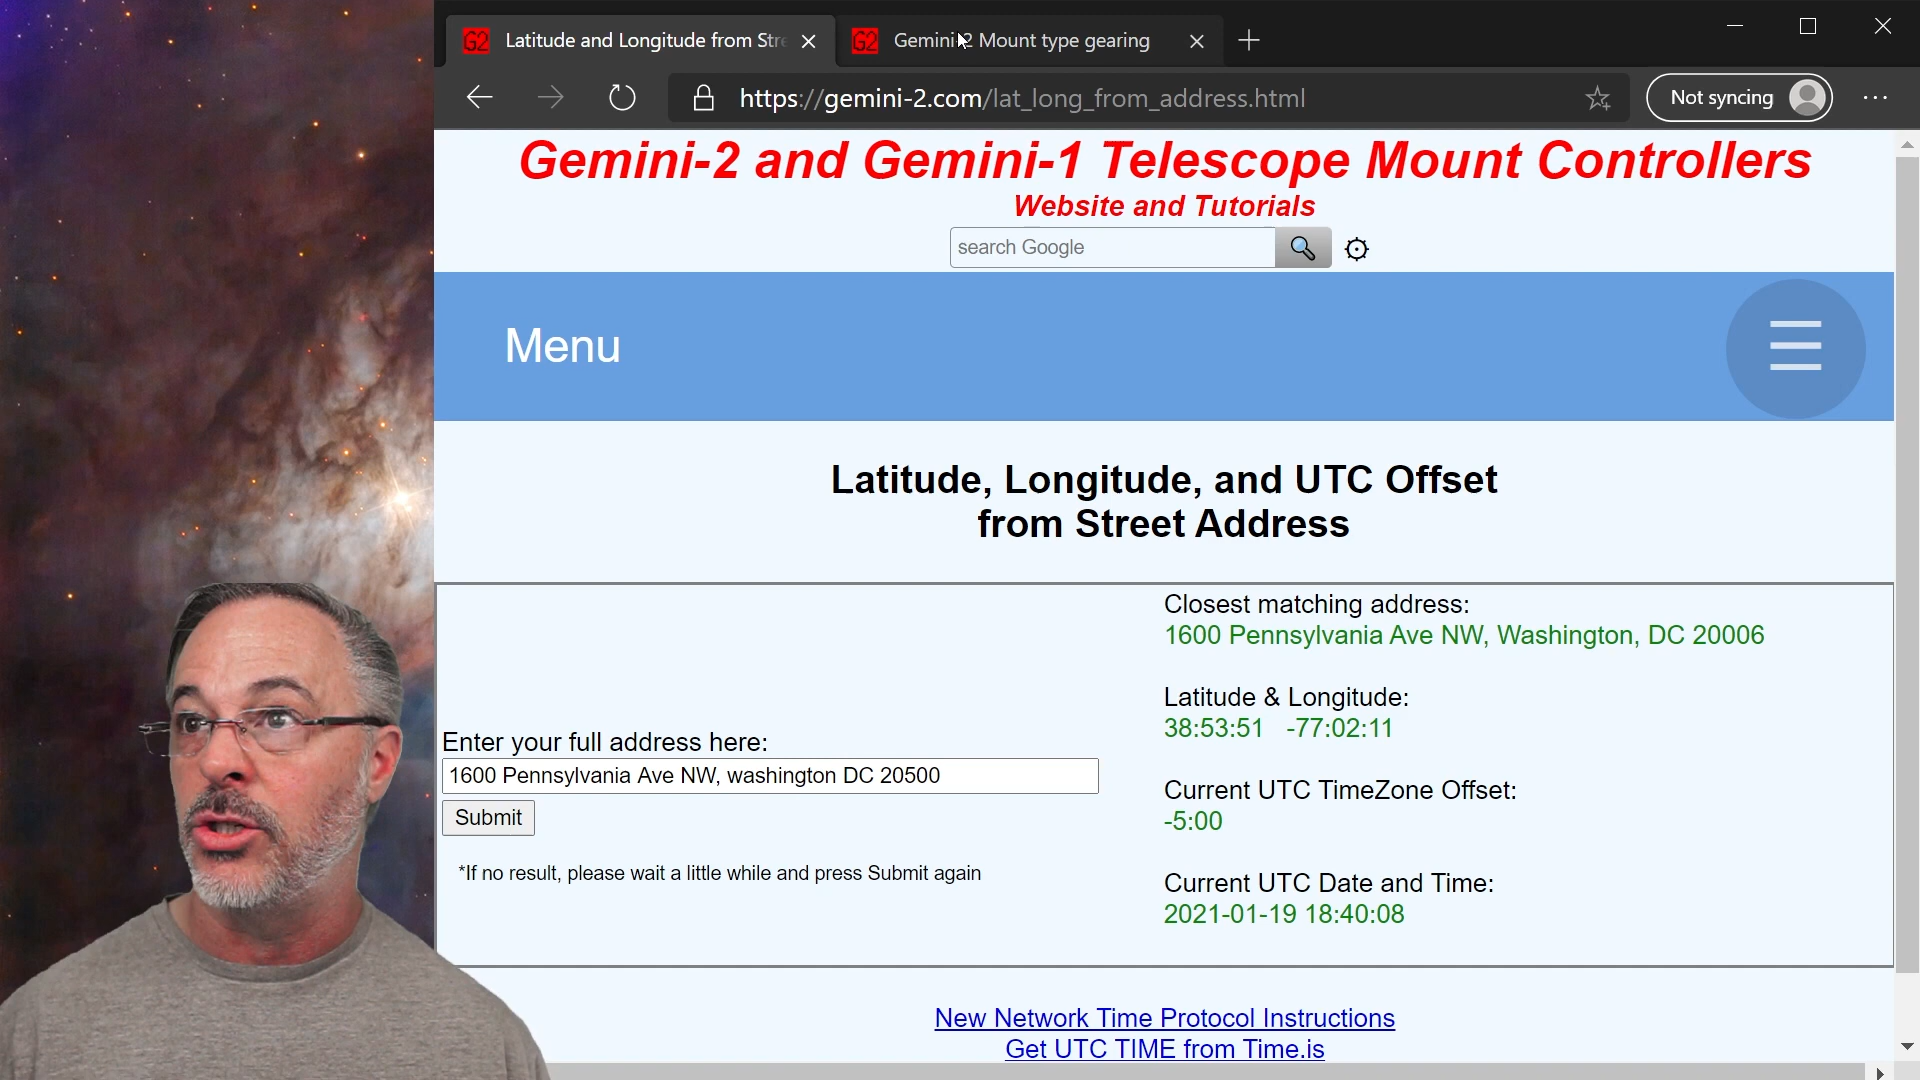 G2 Latitude and Longitude from Stre
G2 Gemini-2 Mount type gearing
https://gemini-2.com/lat_long_from_address.html
Not syncing
Gemini-2 and Gemini-1 Telescope Mount Controllers
Website and Tutorials
search Google
Menu
Latitude, Longitude, and UTC Offset
from Street Address
Enter your full address here:
1600 Pennsylvania Ave NW, washington DC 20500
Submit
*If no result, please wait a little while and press Submit again
Closest matching address:
1600 Pennsylvania Ave NW, Washington, DC 20006
Latitude & Longitude:
38:53:51 -77:02:11
Current UTC TimeZone Offset:
-5:00
Current UTC Date and Time:
2021-01-19 18:40:08
New Network Time Protocol Instructions
Get UTC TIME from Time.is